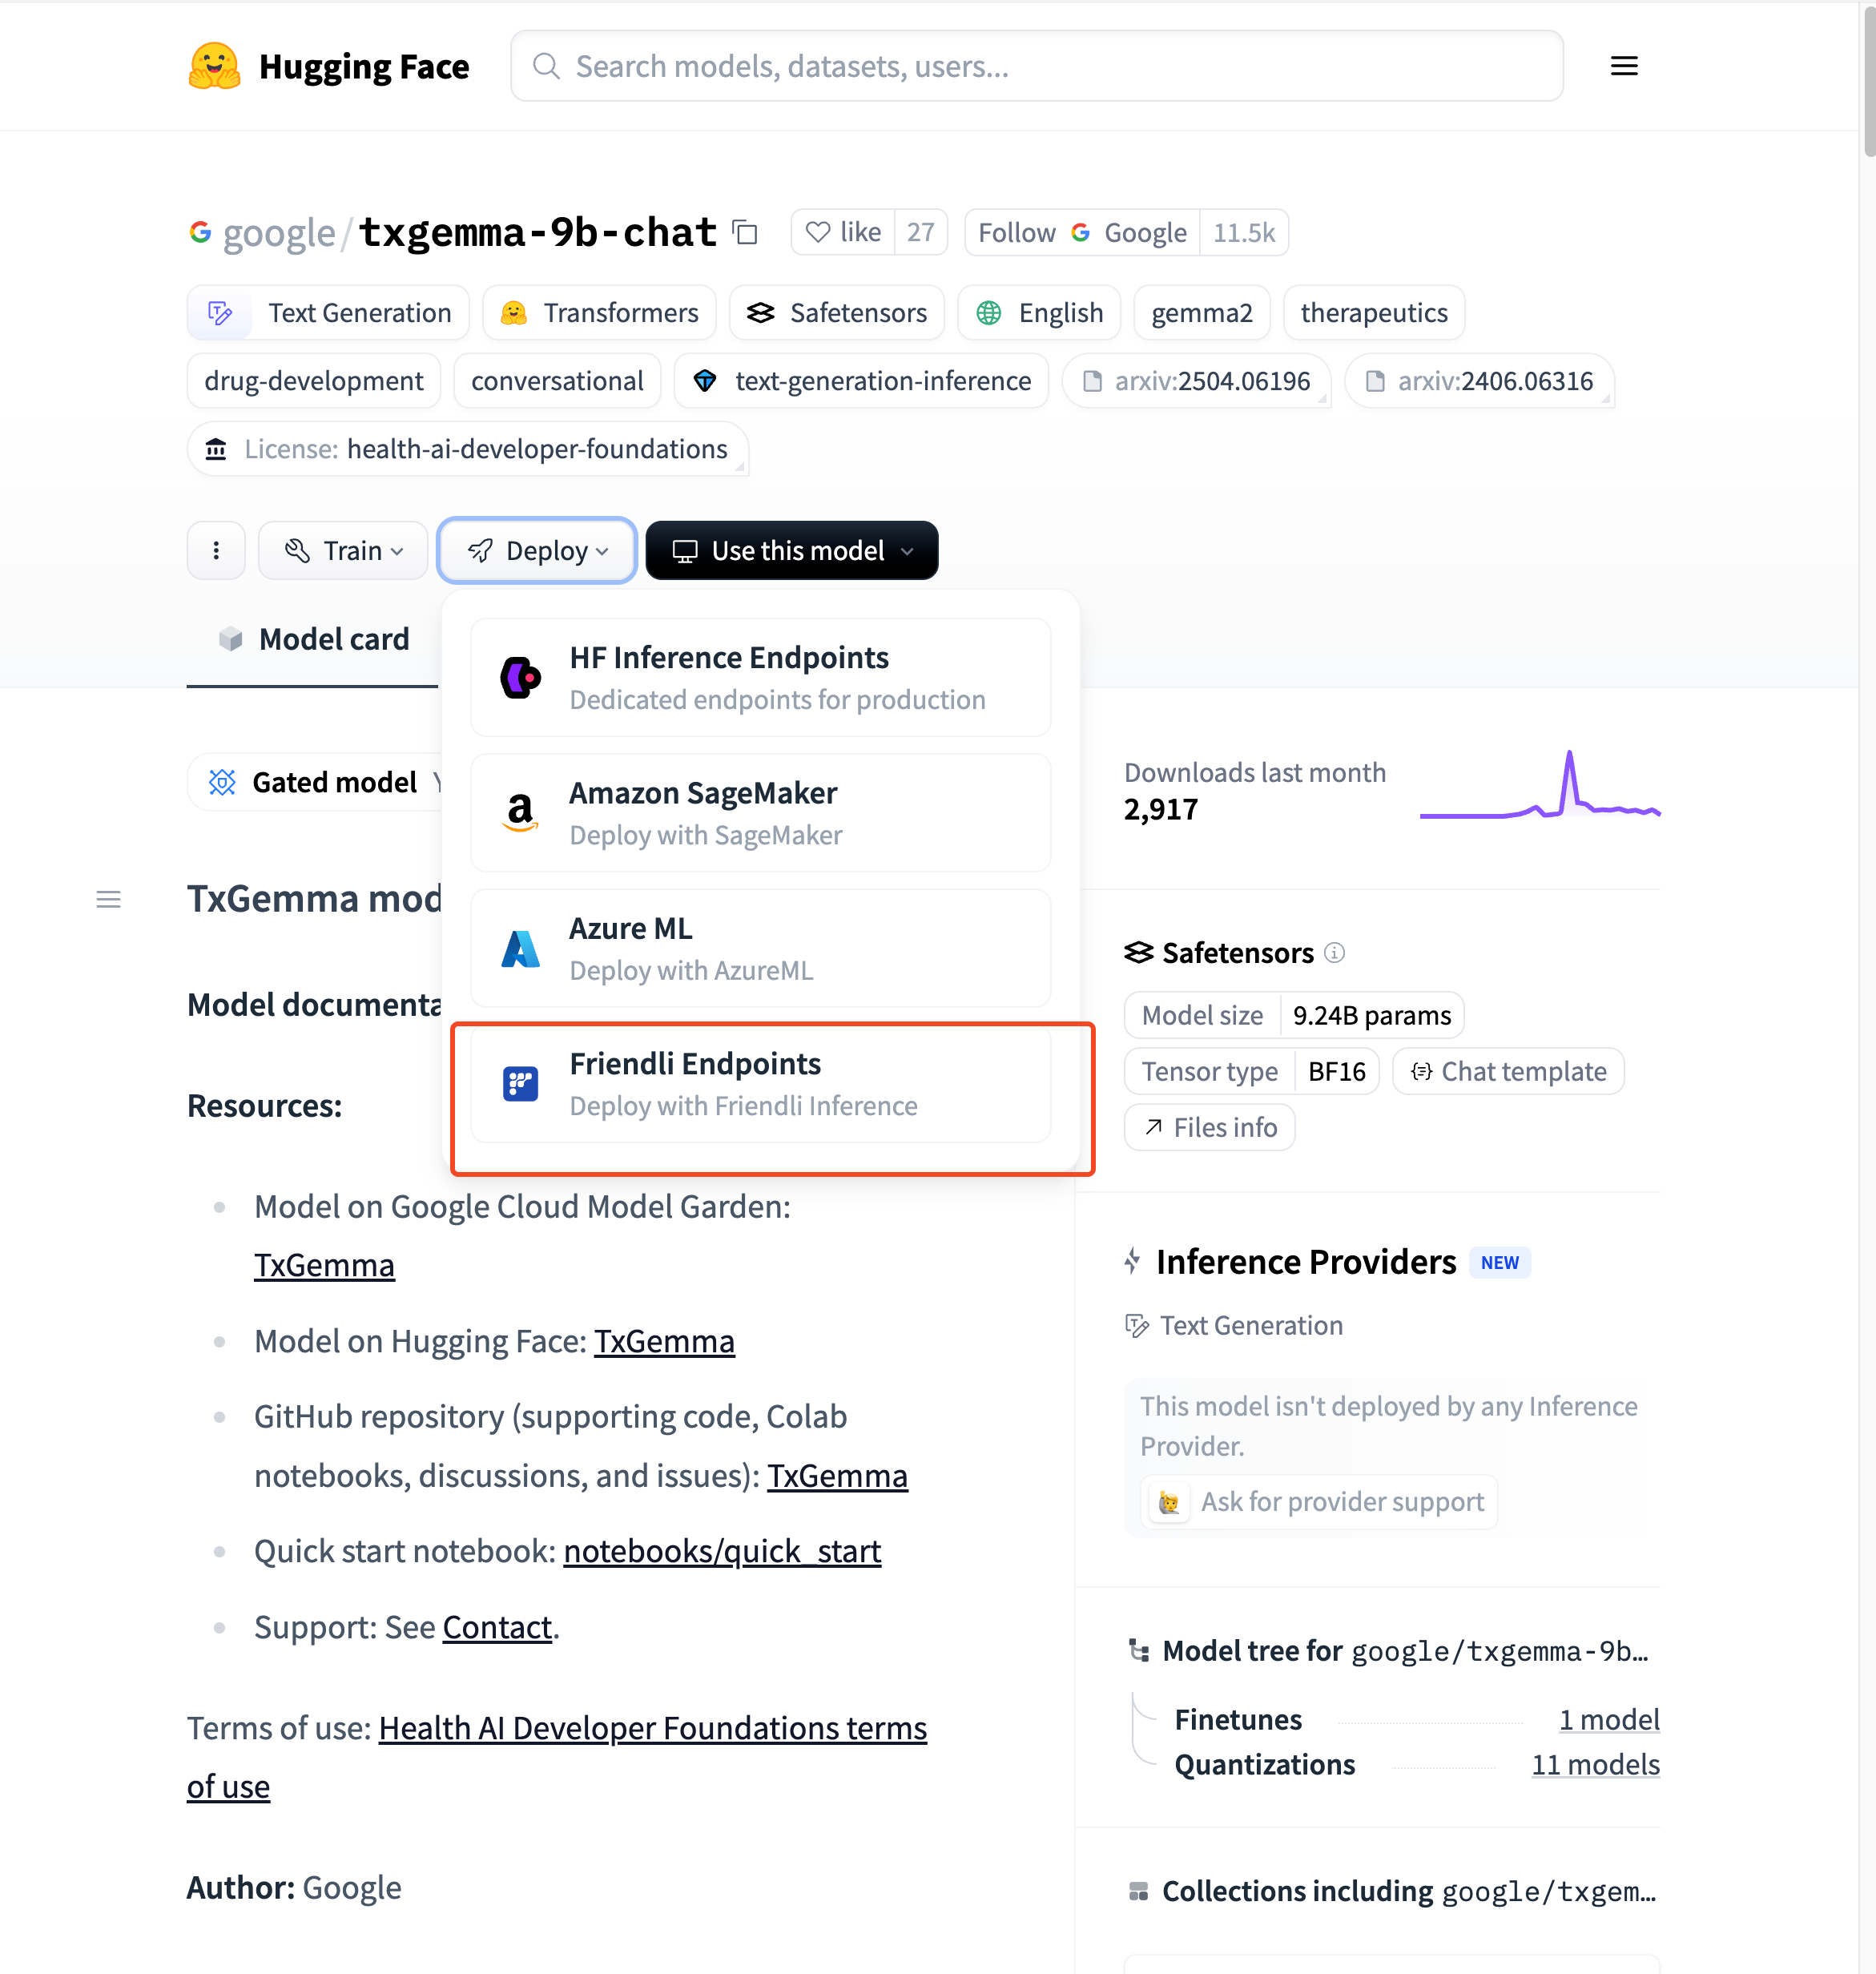 Hugging Face
Search models, datasets, users...
google/txgemma-9b-chat
like 27
Follow Google 11.5k
Text Generation Transformers Safetensors English gemma2 therapeutics
drug-development conversational text-generation-inference arxiv:2504.06196 arxiv:2406.06316
License: health-ai-developer-foundations
Train Deploy Use this model
Model card
HF Inference Endpoints
Dedicated endpoints for production
Amazon SageMaker
Deploy with SageMaker
Azure ML
Deploy with AzureML
Friendli Endpoints
Deploy with Friendli Inference
Gated model
TxGemma mod
Model documenta
Resources:
Model on Google Cloud Model Garden:
TxGemma
Model on Hugging Face: TxGemma
GitHub repository (supporting code, Colab
notebooks, discussions, and issues): TxGemma
Quick start notebook: notebooks/quick_start
Support: See Contact.
Terms of use: Health AI Developer Foundations terms
of use
Author: Google
Downloads last month
2,917
Safetensors
Model size 9.24B params
Tensor type BF16 Chat template
Files info
Inference Providers NEW
Text Generation
This model isn't deployed by any Inference
Provider.
Ask for provider support
Model tree for google/txgemma-9b…
Finetunes 1 model
Quantizations 11 models
Collections including google/txgem…